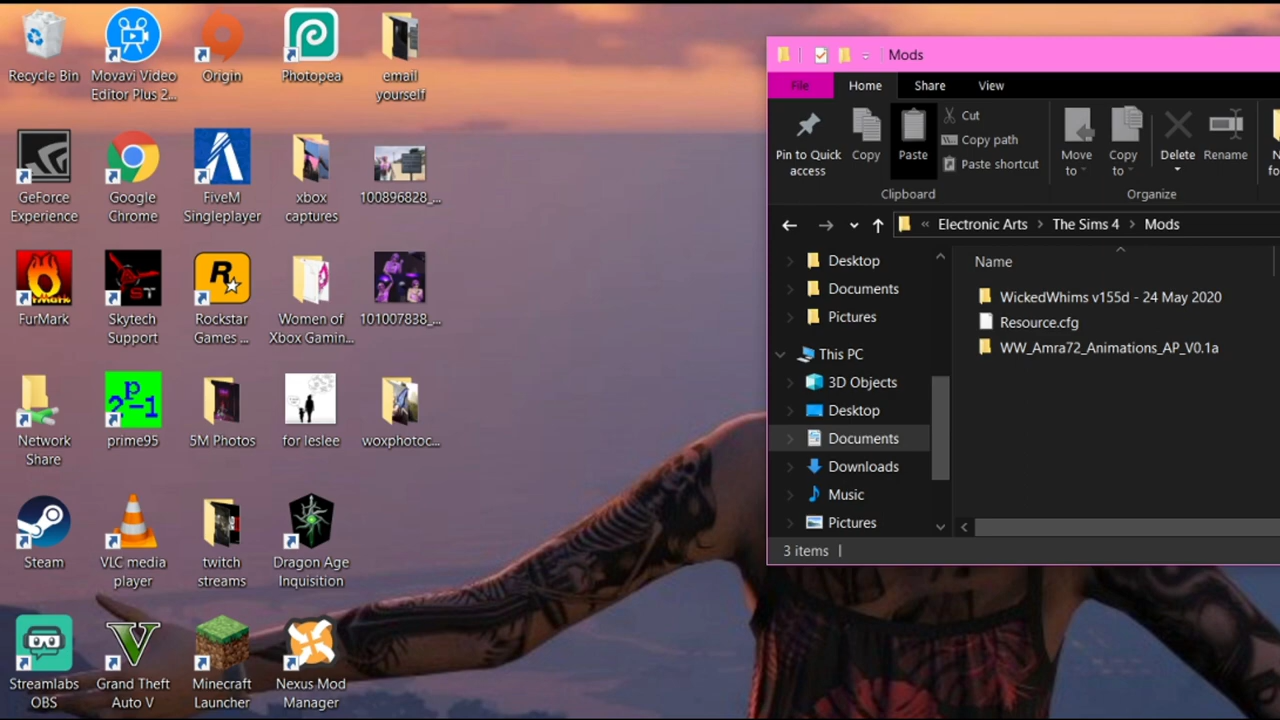 Recycle Bin
Movavi Video
Editor Plus 2...
Origin
Photopea
email
yourself
GeForce
Experience
Google
Chrome
FiveM
Singleplayer
xbox
captures
100896828_...
FurMark
Skytech
Support
Rockstar
Games ...
Women of
Xbox Gamin...
101007838_...
Network
Share
prime95
5M Photos
for leslee
woxphotoc...
Steam
VLC media
player
twitch
streams
Dragon Age
Inquisition
Streamlabs
OBS
Grand Theft
Auto V
Minecraft
Launcher
Nexus Mod
Manager
Mods
File
Home
Share
View
Pin to Quick
access
Copy
Paste
Cut
Copy path
Paste shortcut
Move
to
Copy
to
Delete
Rename
Clipboard
Organize
« Electronic Arts > The Sims 4 > Mods
Desktop
Documents
Pictures
This PC
3D Objects
Desktop
Documents
Downloads
Music
Pictures
Name
WickedWhims v155d - 24 May 2020
Resource.cfg
WW_Amra72_Animations_AP_V0.1a
3 items